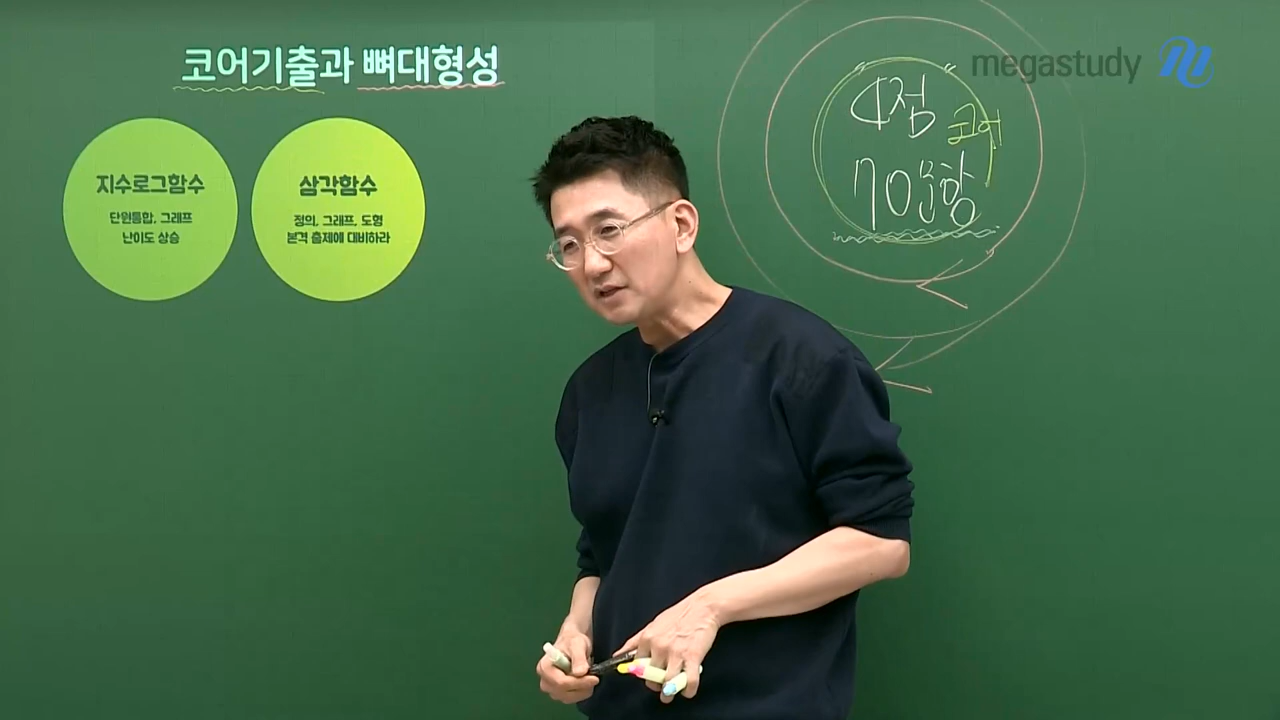 코어기출과 뼈대형성
megastudy
지수로그함수
단원통합, 그래프
난이도 상승
삼각함수
정의, 그래프, 도형
본격 출제에 대비하라
"4점"
코어
70문항